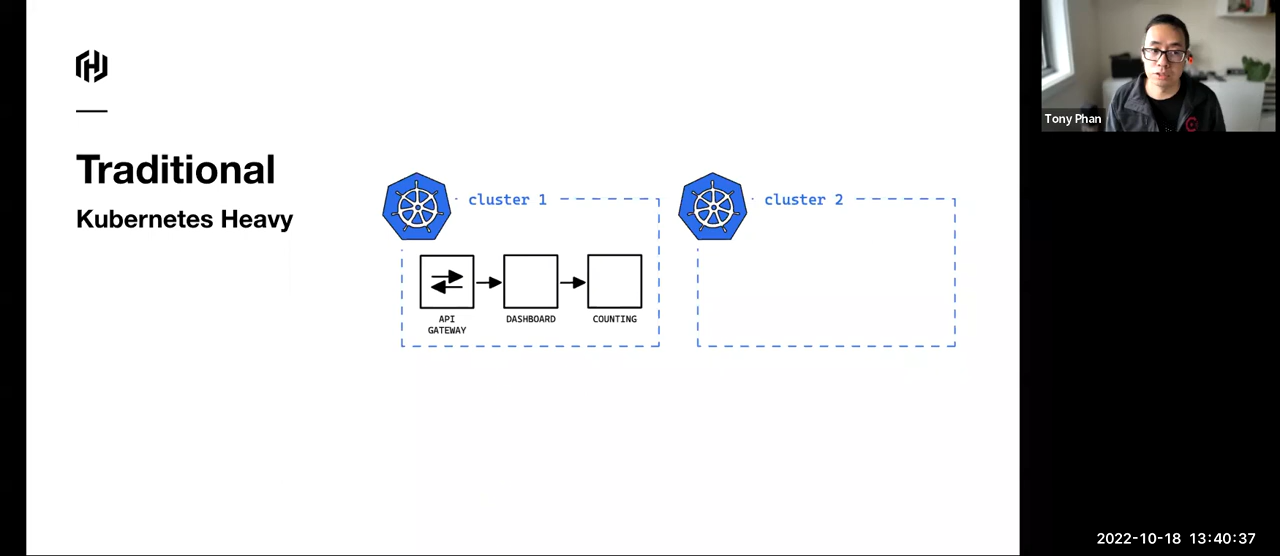 Traditional
Kubernetes Heavy
cluster 1
cluster 2
API
GATEWAY
DASHBOARD
COUNTING
Tony Phan
2022-10-18 13:40:37